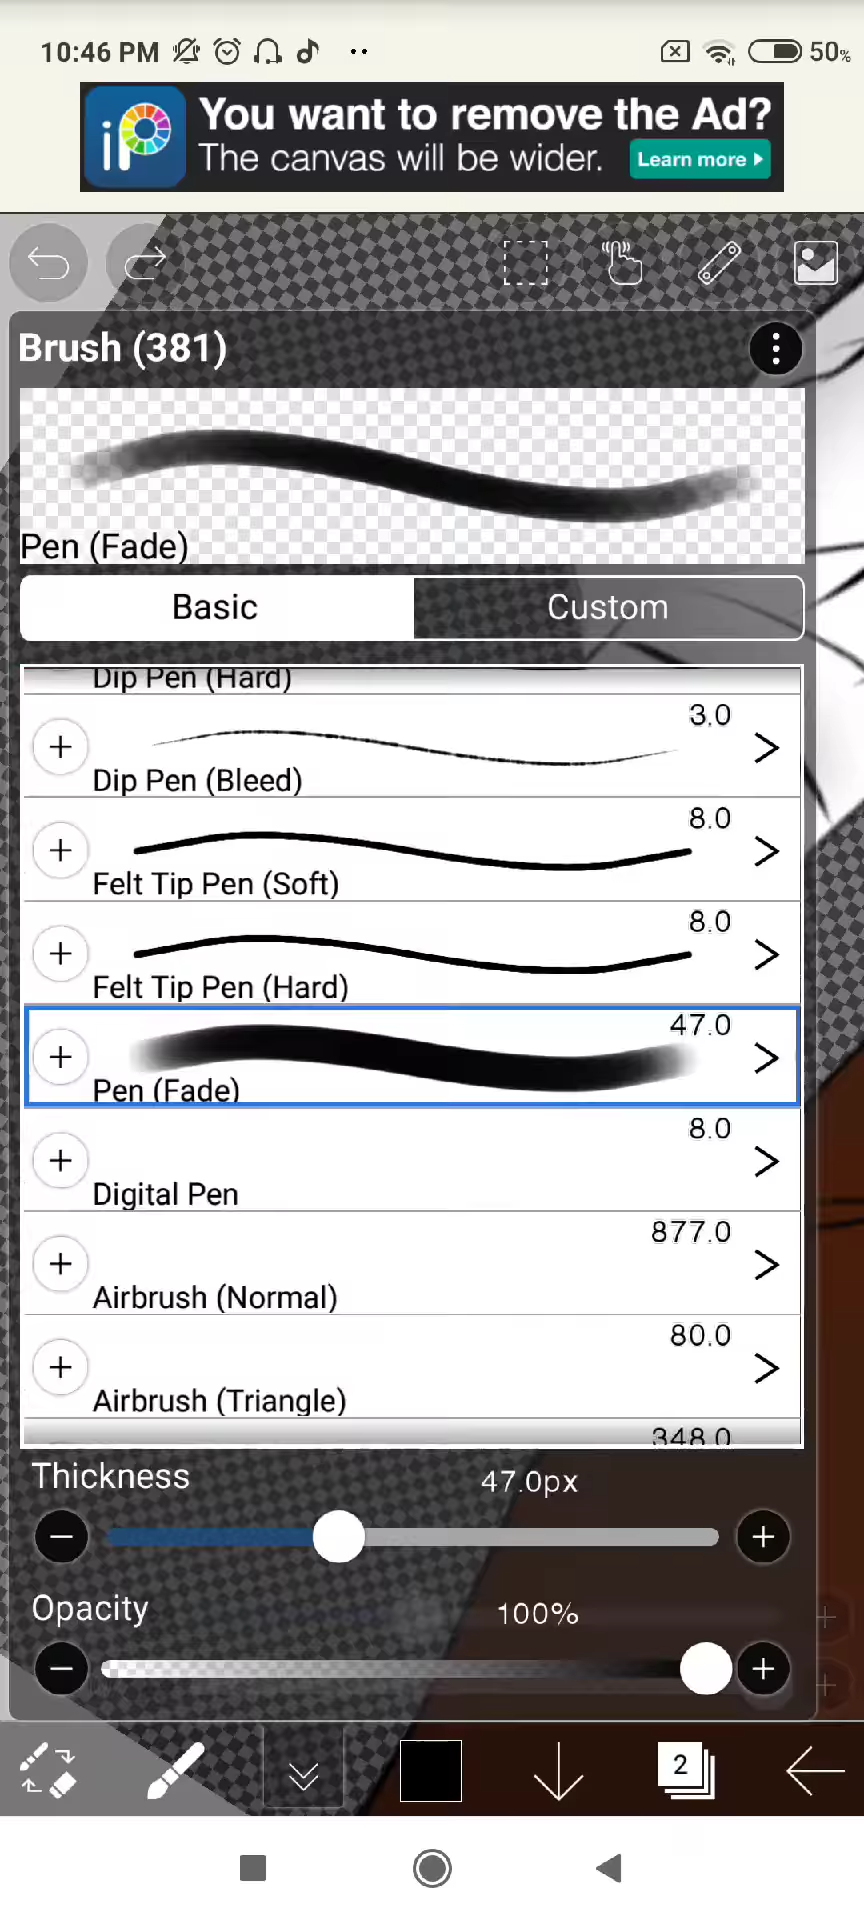 10:46 PM
50%
iP
You want to remove the Ad?
The canvas will be wider.
Learn more
Brush (381)
Pen (Fade)
Basic
Custom
Dip Pen (Hard)
3.0
Dip Pen (Bleed)
8.0
Felt Tip Pen (Soft)
8.0
Felt Tip Pen (Hard)
47.0
Pen (Fade)
8.0
Digital Pen
877.0
Airbrush (Normal)
80.0
Airbrush (Triangle)
348.0
Thickness
47.0px
Opacity
100%
2